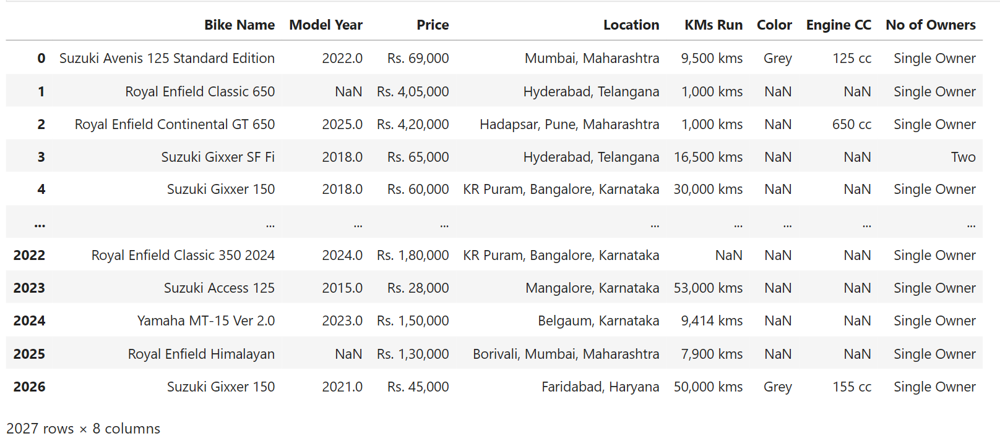 Bike Name Model Year Price Location KMs Run Color Engine CC No of Owners
0 Suzuki Avenis 125 Standard Edition 2022.0 Rs. 69,000 Mumbai, Maharashtra 9,500 kms Grey 125 cc Single Owner
1 Royal Enfield Classic 650 NaN Rs. 4,05,000 Hyderabad, Telangana 1,000 kms NaN NaN Single Owner
2 Royal Enfield Continental GT 650 2025.0 Rs. 4,20,000 Hadapsar, Pune, Maharashtra 1,000 kms NaN 650 cc Single Owner
3 Suzuki Gixxer SF Fi 2018.0 Rs. 65,000 Hyderabad, Telangana 16,500 kms NaN NaN Two
4 Suzuki Gixxer 150 2018.0 Rs. 60,000 KR Puram, Bangalore, Karnataka 30,000 kms NaN NaN Single Owner
... ... ... ... ... ... ... ... ...
2022 Royal Enfield Classic 350 2024 2024.0 Rs. 1,80,000 KR Puram, Bangalore, Karnataka NaN NaN NaN Single Owner
2023 Suzuki Access 125 2015.0 Rs. 28,000 Mangalore, Karnataka 53,000 kms NaN NaN Single Owner
2024 Yamaha MT-15 Ver 2.0 2023.0 Rs. 1,50,000 Belgaum, Karnataka 9,414 kms NaN NaN Single Owner
2025 Royal Enfield Himalayan NaN Rs. 1,30,000 Borivali, Mumbai, Maharashtra 7,900 kms NaN NaN Single Owner
2026 Suzuki Gixxer 150 2021.0 Rs. 45,000 Faridabad, Haryana 50,000 kms Grey 155 cc Single Owner
2027 rows × 8 columns